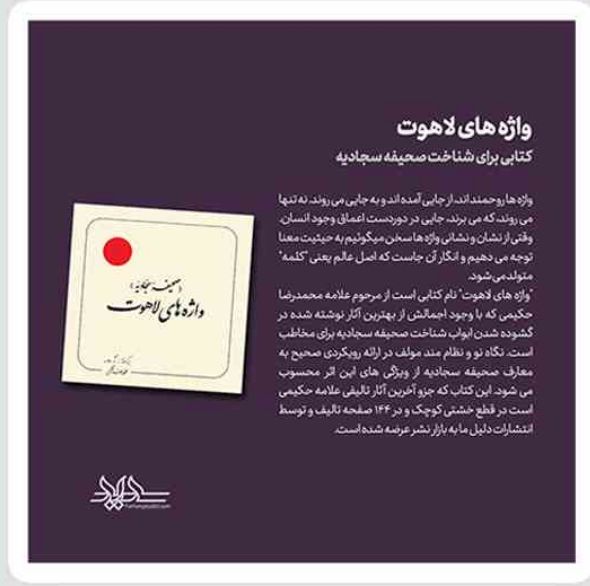 واژه های لاهوت
کتابی برای شناخت صحیفه سجادیه
واژه ها روحمند اند، از جایی آمده اند و به جایی می روند. نه تنها
می روند، که می برند، جایی در دوردست اعماق وجود انسان.
وقتی از نشان و نشانی واژه ها سخن میگوئیم به حیثیت معنا
توجه می دهیم و انگار آن جاست که اصل عالم یعنی "کلمه"
متولد می شود.
"واژه های لاهوت" نام کتابی است از مرحوم علامه محمدرضا
حکیمی که با وجود اجمالش از بهترین آثار نوشته شده در
گشوده شدن ابواب شناخت صحیفه سجادیه برای مخاطب
است. نگاه نو و نظام مند مولف در ارائه رویکردی صحیح به
معارف صحیفه سجادیه از ویژگی های این اثر محسوب
می شود. این کتاب که جزو آخرین آثار تالیفی علامه حکیمی
است در قطع خشتی کوچک و در ۱۴۴ صفحه تالیف و توسط
انتشارات دلیل ما به بازار نشر عرضه شده است.
(صحیفه سجادیه)
واژه های لاهوت
سدید